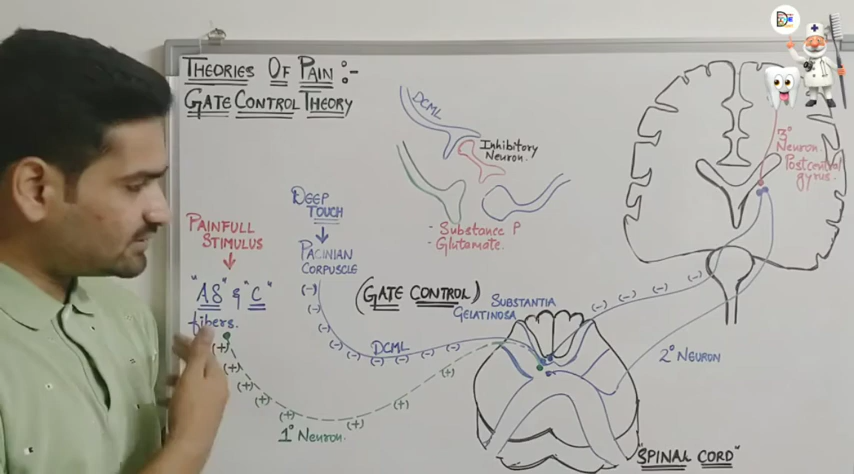 THEORIES OF PAIN :-
GATE CONTROL THEORY
DCML
Inhibitory
Neuron.
- Substance P
- Glutamate.
3°
Neuron.
Postcentral
gyrus.
PAINFULL
STIMULUS
DEEP
TOUCH
PACINIAN
CORPUSCLE
"Aδ" & "C"
fibers.
(GATE CONTROL)
SUBSTANTIA
GELATINOSA
(-)
(-)
(-)
(-)
(-) (-) (-) (-)
DCML
(-) (-) (-) (-)
(+)
(+)
(+)
(+)
(+)
(+)
(+)
(+)
1° Neuron.
2° NEURON
"SPINAL CORD"